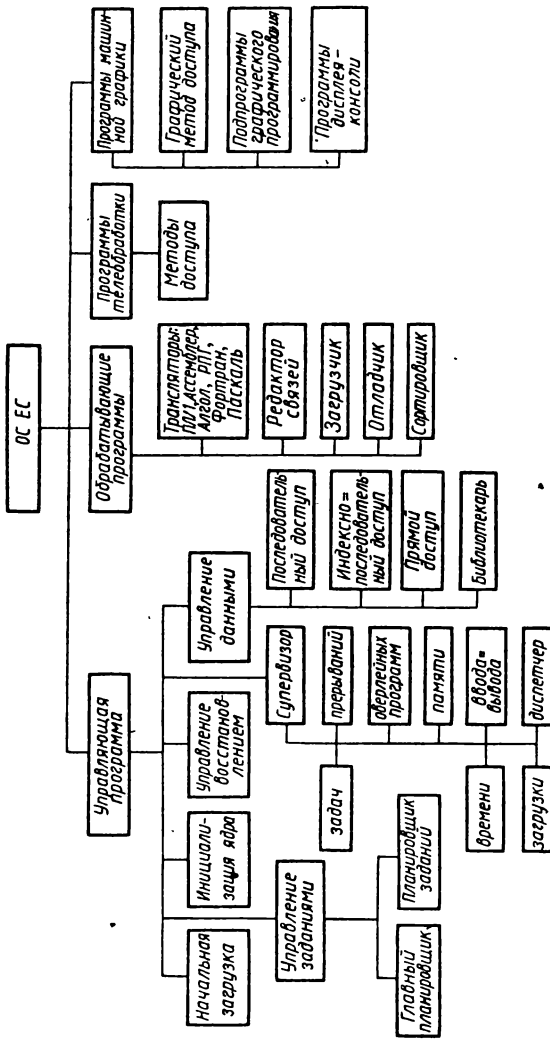 ОС ЕС
Управляющая
программа
Обрабатывающие
программы
Программы
телеобработки
Программы машин-
ной графики
Начальная
загрузка
Инициали-
зация ядра
Управление
восстанов-
лением
Управление
данными
Управление
заданиями
Главный
планировщик
Планировщик
заданий
Супервизор
задач
прерываний
оверлейных
программ
памяти
времени
ввода=
вывода
загрузки
диспетчер
Последователь-
ный доступ
Индексно=
последователь-
ный доступ
Прямой
доступ
Библиотекарь
Трансляторы:
ПЛ/1, Ассемблер,
Алгол, РПГ,
Фортран,
Паскаль
Редактор
связей
Загрузчик
Отладчик
Сортировщик
Методы
доступа
Графический
метод доступа
Подпрограммы
графического
программирования
Программы
дисплея-
консоли